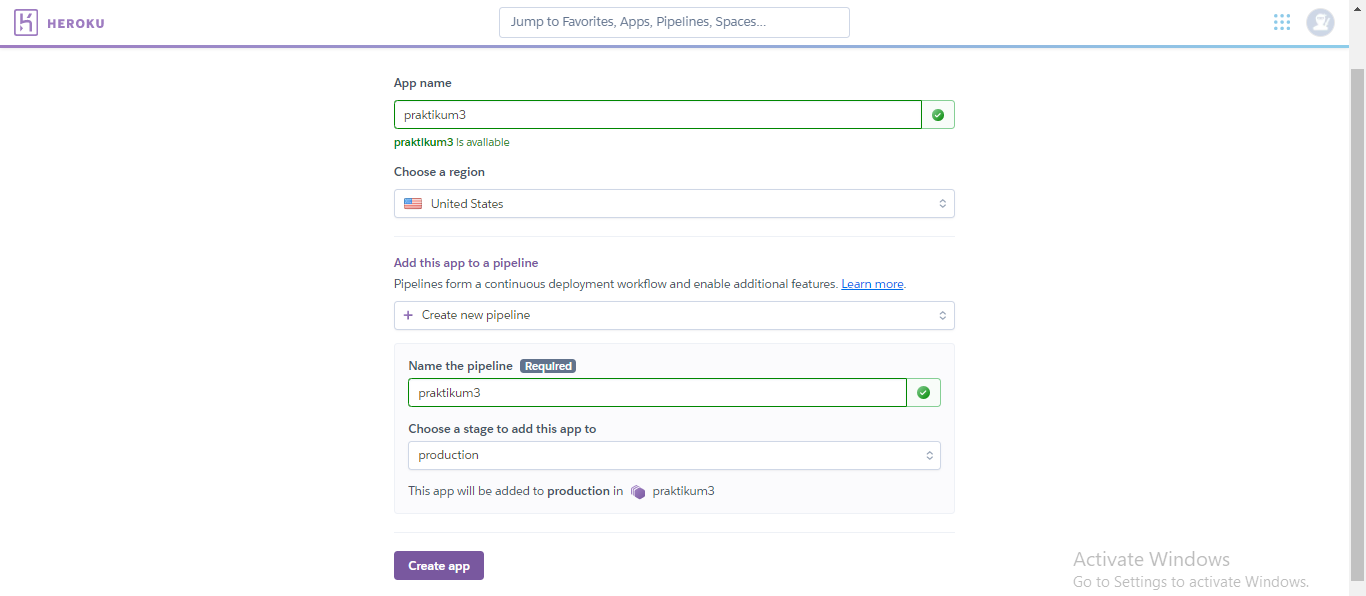 HEROKU
Jump to Favorites, Apps, Pipelines, Spaces...
App name
praktikum3
praktikum3 is available
Choose a region
United States
Add this app to a pipeline
Pipelines form a continuous deployment workflow and enable additional features. Learn more.
+ Create new pipeline
Name the pipeline Required
praktikum3
Choose a stage to add this app to
production
This app will be added to production in praktikum3
Create app
Activate Windows
Go to Settings to activate Windows.